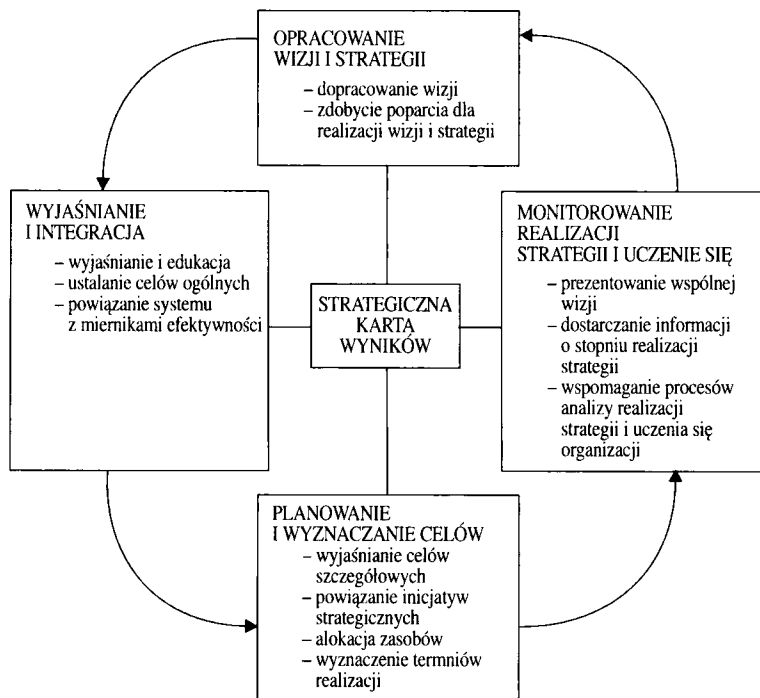 OPRACOWANIE
WIZJI I STRATEGII
– dopracowanie wizji
– zdobycie poparcia dla
realizacji wizji i strategii
WYJAŚNIANIE
I INTEGRACJA
– wyjaśnianie i edukacja
– ustalanie celów ogólnych
– powiązanie systemu
z miernikami efektywności
STRATEGICZNA
KARTA
WYNIKÓW
MONITOROWANIE
REALIZACJI
STRATEGII I UCZENIE SIĘ
– prezentowanie wspólnej
wizji
– dostarczanie informacji
o stopniu realizacji
strategii
– wspomaganie procesów
analizy realizacji
strategii i uczenia się
organizacji
PLANOWANIE
I WYZNACZANIE CELÓW
– wyjaśnianie celów
szczegółowych
– powiązanie inicjatyw
strategicznych
– alokacja zasobów
– wyznaczenie termniów
realizacji